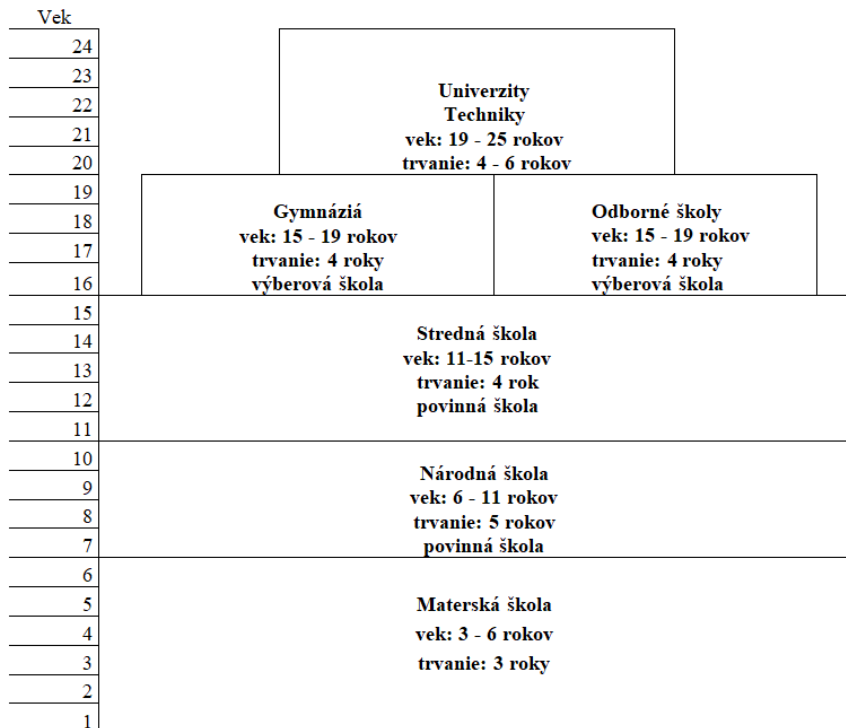 Vek
24
23
22
21
20
19
18
17
16
15
14
13
12
11
10
9
8
7
6
5
4
3
2
1
Univerzity
Techniky
vek: 19 - 25 rokov
trvanie: 4 - 6 rokov
Gymnáziá
vek: 15 - 19 rokov
trvanie: 4 roky
výberová škola
Odborné školy
vek: 15 - 19 rokov
trvanie: 4 roky
výberová škola
Stredná škola
vek: 11-15 rokov
trvanie: 4 rok
povinná škola
Národná škola
vek: 6 - 11 rokov
trvanie: 5 rokov
povinná škola
Materská škola
vek: 3 - 6 rokov
trvanie: 3 roky